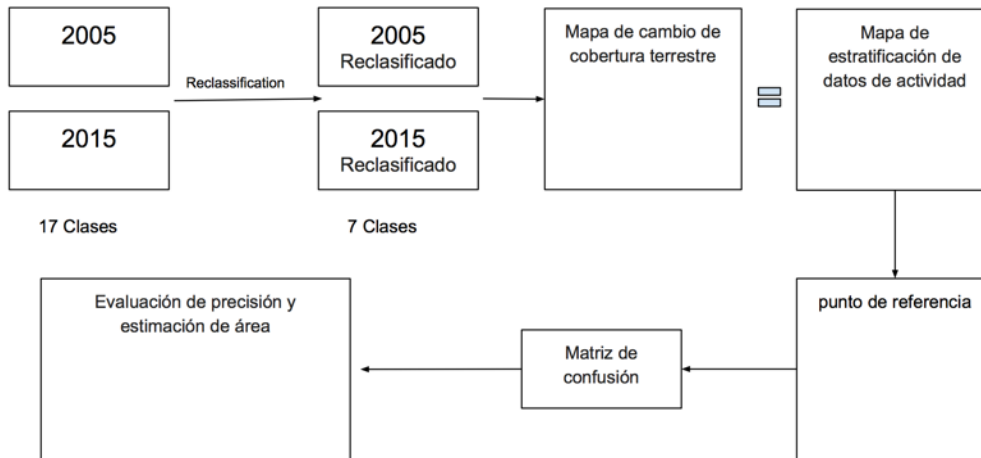 2005
Reclassification
2005
Reclasificado
Mapa de cambio de
cobertura terrestre
Mapa de
estratificación de
datos de actividad
2015
2015
Reclasificado
17 Clases
7 Clases
Evaluación de precisión y
estimación de área
Matriz de
confusión
punto de referencia